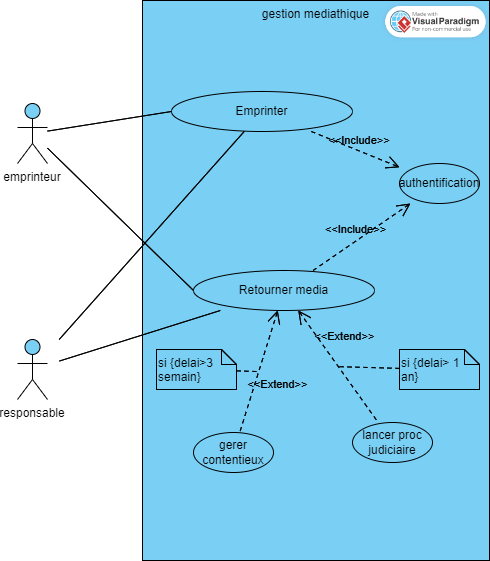 gestion mediathique
Made with
Visual Paradigm
For non-commercial use
Emprinter
emprinteur
<<Include>>
authentification
<<Include>>
Retourner media
<<Extend>>
si {delai>3
semain}
si {delai> 1
an}
<<Extend>>
responsable
gerer
contentieux
lancer proc
judiciaire